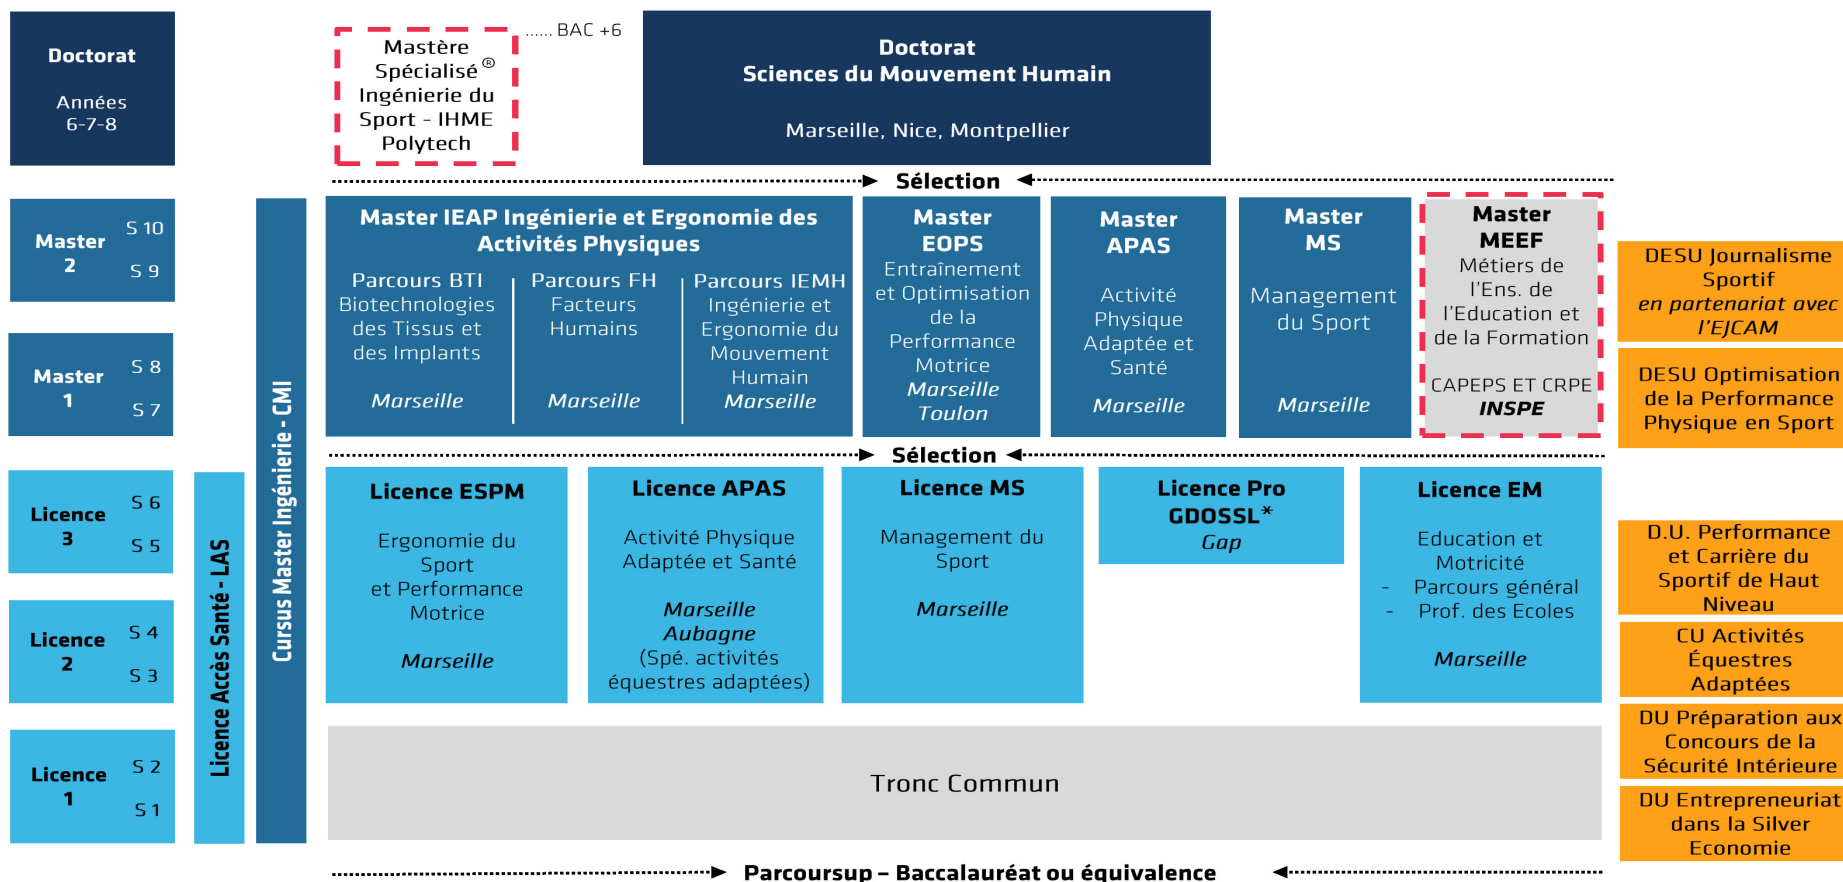 Doctorat
Années
6-7-8
Mastère
Spécialisé®
Ingénierie du
Sport - IHME
Polytech
...... BAC +6
Doctorat
Sciences du Mouvement Humain
Marseille, Nice, Montpellier
Sélection
Master
2
S 10
S 9
Master
1
S 8
S 7
Licence
3
S 6
S 5
Licence
2
S 4
S 3
Licence
1
S 2
S 1
Licence Accès Santé - LAS
Cursus Master Ingénierie - CMI
Master IEAP Ingénierie et Ergonomie des
Activités Physiques
Parcours BTI
Biotechnologies
des Tissus et
des Implants
Marseille
Parcours FH
Facteurs
Humains
Marseille
Parcours IEMH
Ingénierie et
Ergonomie du
Mouvement
Humain
Marseille
Master
EOPS
Entraînement
et Optimisation
de la
Performance
Motrice
Marseille
Toulon
Master
APAS
Activité
Physique
Adaptée et
Santé
Marseille
Master
MS
Management
du Sport
Marseille
Master
MEEF
Métiers de
l'Ens. de
l'Education et
de la Formation
CAPEPS ET CRPE
INSPE
Sélection
Licence ESPM
Ergonomie du
Sport
et Performance
Motrice
Marseille
Licence APAS
Activité Physique
Adaptée et Santé
Marseille
Aubagne
(Spé. activités
équestres adaptées)
Licence MS
Management du
Sport
Marseille
Licence Pro
GDOSSL*
Gap
Licence EM
Education et
Motricité
- Parcours général
- Prof. des Ecoles
Marseille
Tronc Commun
Parcoursup – Baccalauréat ou équivalence
DESU Journalisme
Sportif
en partenariat avec
l'EJCAM
DESU Optimisation
de la Performance
Physique en Sport
D.U. Performance
et Carrière du
Sportif de Haut
Niveau
CU Activités
Équestres
Adaptées
DU Préparation aux
Concours de la
Sécurité Intérieure
DU Entrepreneuriat
dans la Silver
Economie